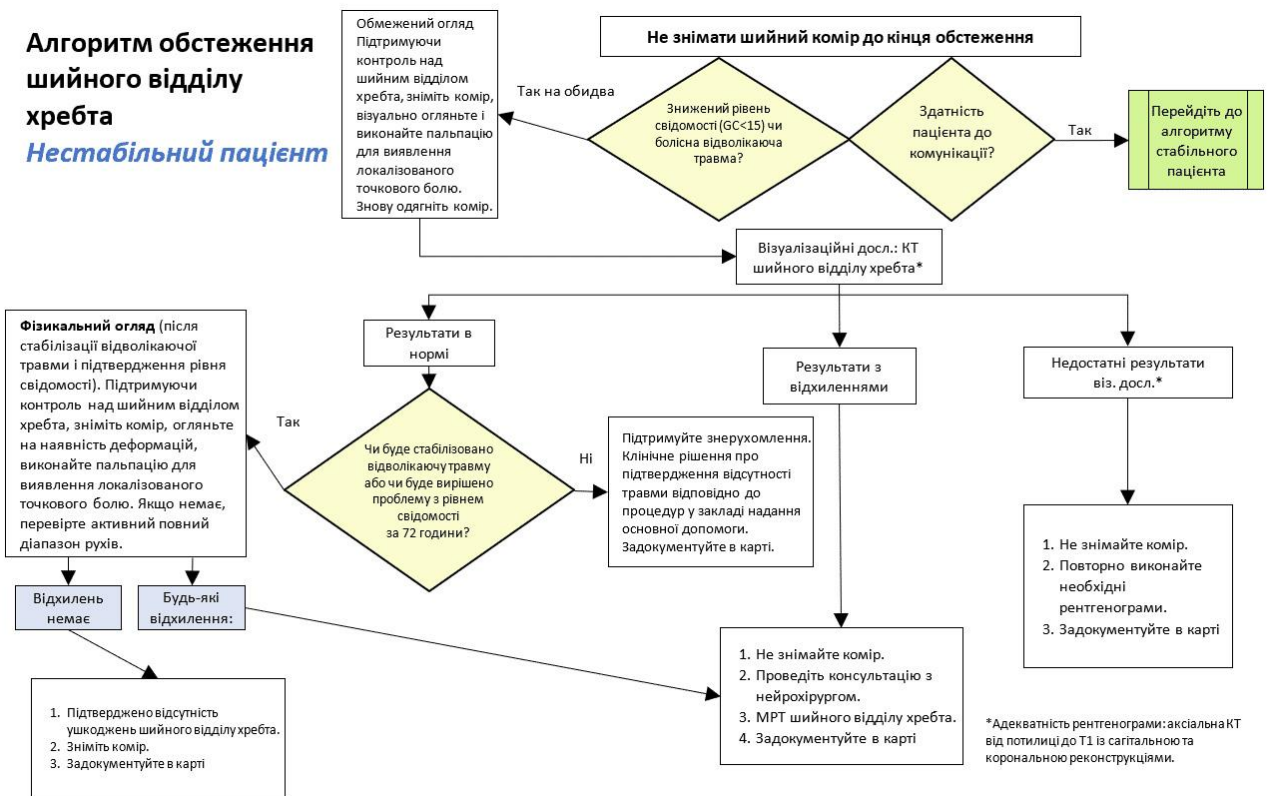 Алгоритм обстеження
шийного відділу
хребта
Нестабільний пацієнт
Обмежений огляд
Підтримуючи
контроль над
шийним відділом
хребта, зніміть комір,
візуально огляньте і
виконайте пальпацію
для виявлення
локалізованого
точкового болю.
Знову одягніть комір.
Не знімати шийний комір до кінця обстеження
Так на обидва
Знижений рівень
свідомості (GC<15) чи
болісна відволікаюча
травма?
Здатність
пацієнта до
комунікації?
Так
Перейдіть до
алгоритму
стабільного
пацієнта
Візуалізаційні досл.: КТ
шийного відділу хребта*
Фізикальний огляд (після
стабілізації відволікаючої
травми і підтвердження рівня
свідомості). Підтримуючи
контроль над шийним відділом
хребта, зніміть комір, огляньте
на наявність деформацій,
виконайте пальпацію для
виявлення локалізованого
точкового болю. Якщо немає,
перевірте активний повний
діапазон рухів.
Результати в
нормі
Результати з
відхиленнями
Недостатні результати
віз. досл.*
Так
Чи буде стабілізовано
відволікаючу травму
або чи буде вирішено
проблему з рівнем
свідомості
за 72 години?
Ні
Підтримуйте знерухомлення.
Клінічне рішення про
підтвердження відсутності
травми відповідно до
процедур у закладі надання
основної допомоги.
Задокументуйте в карті.
1. Не знімайте комір.
2. Повторно виконайте
необхідні
рентгенограми.
3. Задокументуйте в карті
Відхилень
немає
Будь-які
відхилення:
1. Підтверджено відсутність
ушкоджень шийного відділу хребта.
2. Зніміть комір.
3. Задокументуйте в карті
1. Не знімайте комір.
2. Проведіть консультацію з
нейрохірургом.
3. МРТ шийного відділу хребта.
4. Задокументуйте в карті
*Адекватність рентгенограми: аксіальна КТ
від потилиці до Т1 із сагітальною та
корональною реконструкціями.